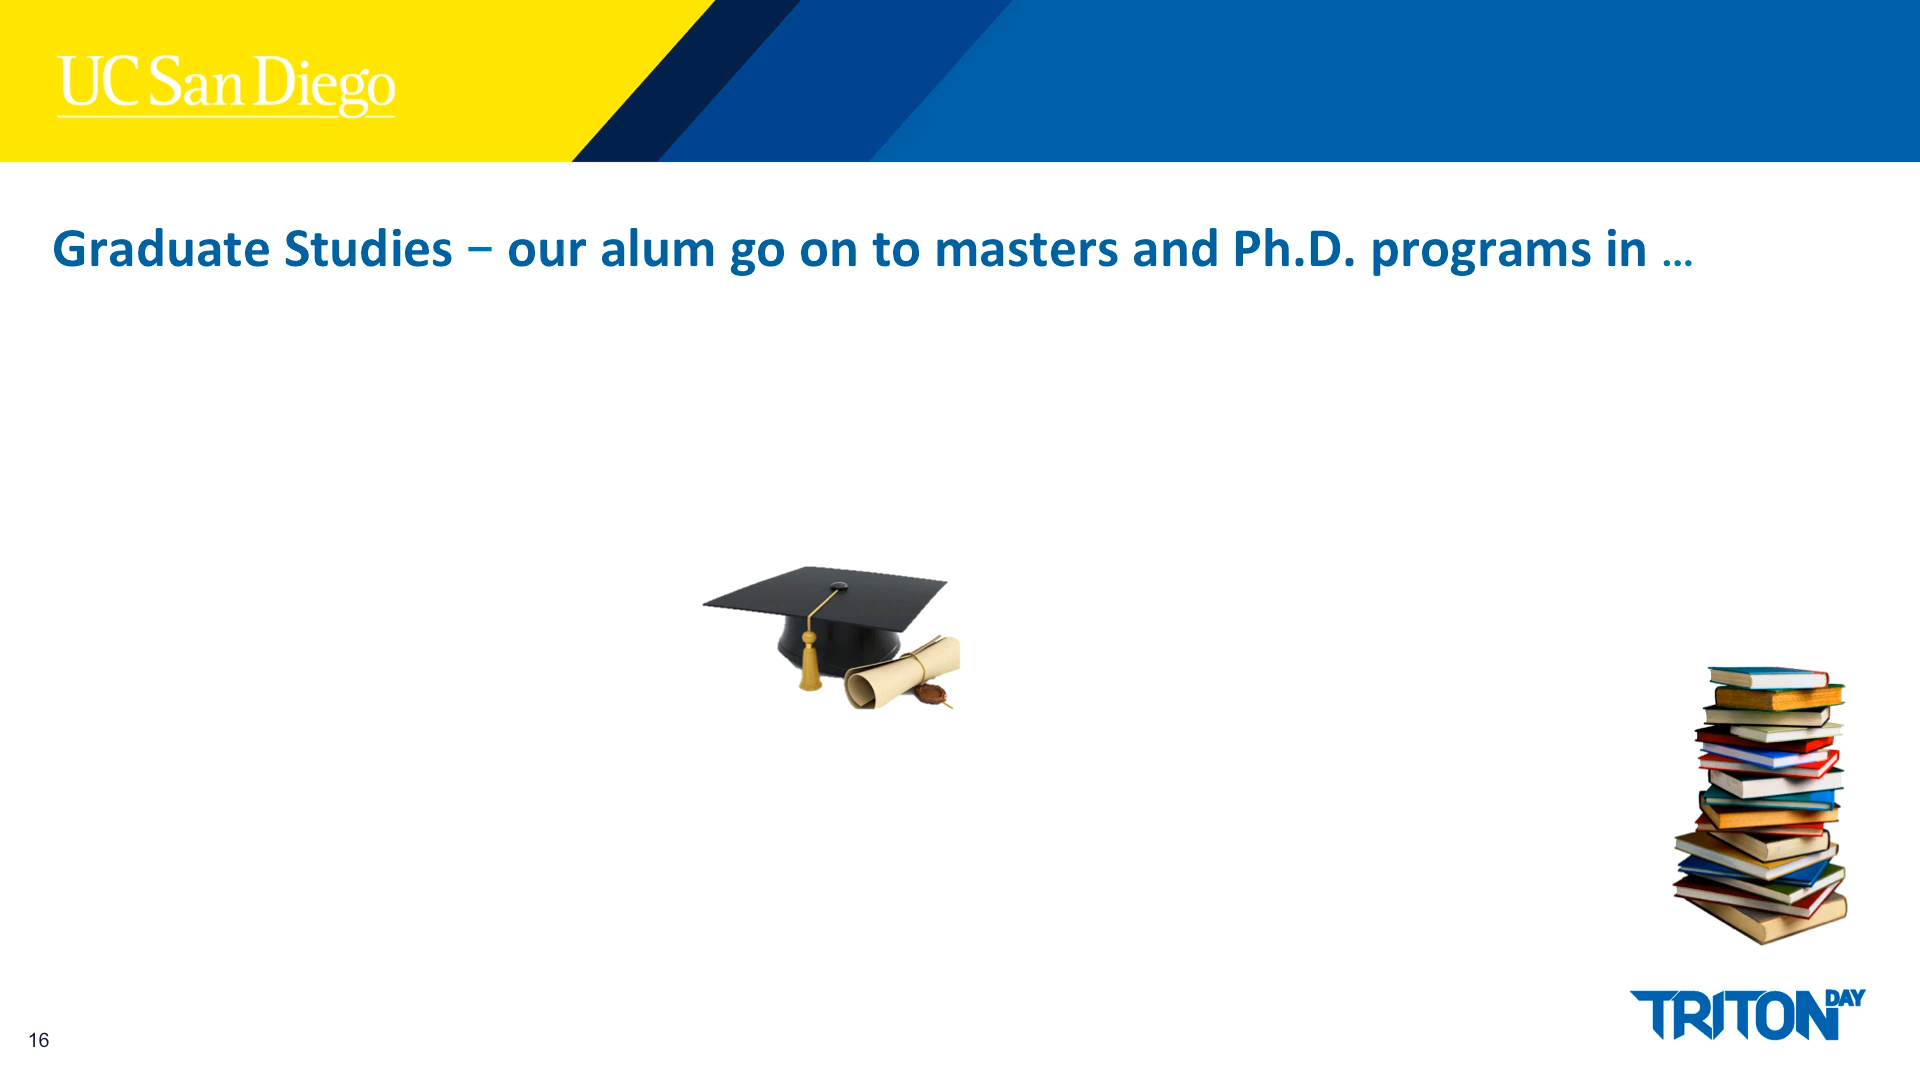 UC San Diego
Graduate Studies – our alum go on to masters and Ph.D. programs in ...
TRITON DAY
16